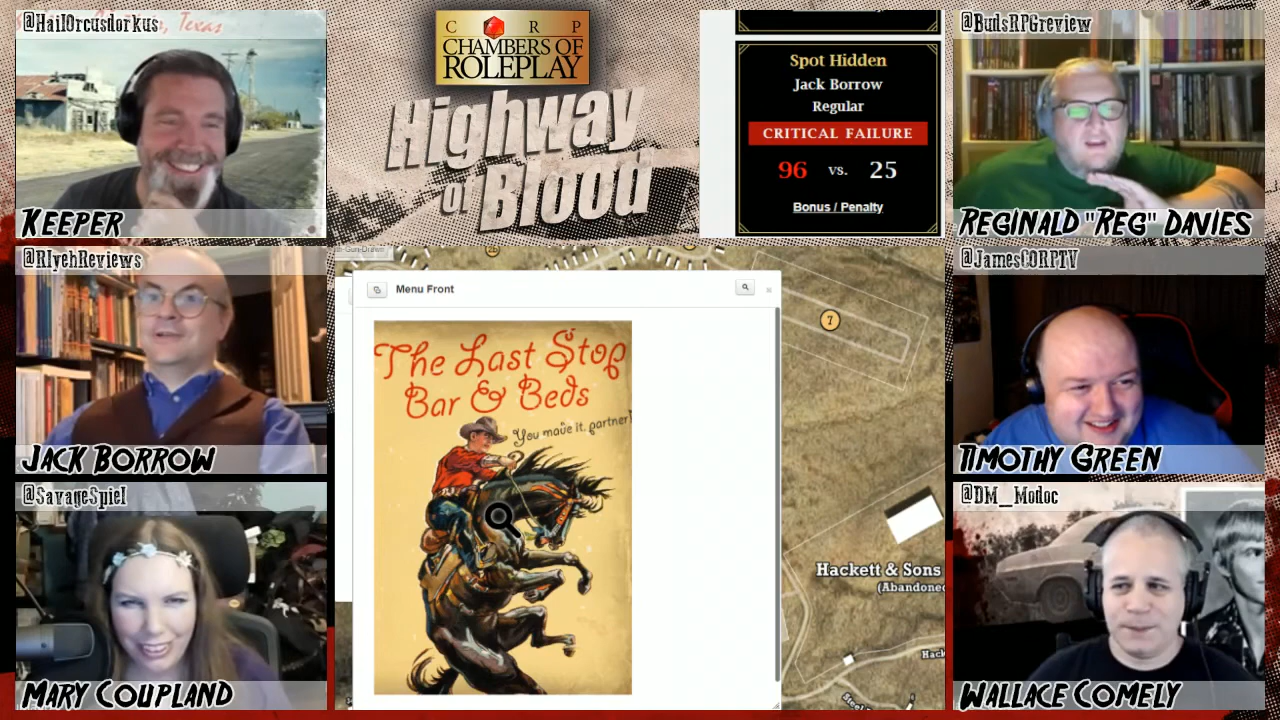 @HailOrcusdorkus
Texas
KEEPER
C R P
CHAMBERS OF
ROLEPLAY
Highway
of Blood
Spot Hidden
Jack Borrow
Regular
CRITICAL FAILURE
96 vs. 25
Bonus / Penalty
@BudsRPGreview
REGINALD "REG" DAVIES
@RlyehReviews
JACK BORROW
Menu Front
The Last Stop
Bar & Beds
You made it, partner!
7
Hackett & Sons
(Abandoned
@JamesCORPTV
TIMOTHY GREEN
@SavageSpiel
MARY COUPLAND
@DM_Modoc
WALLACE COMELY